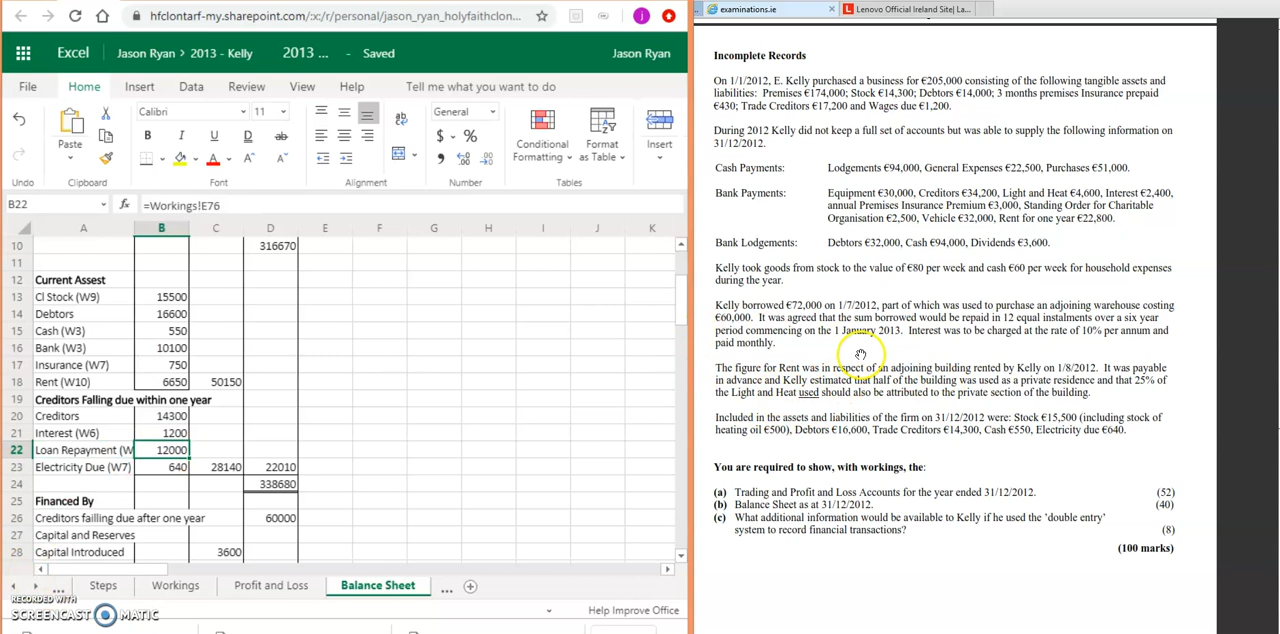 hfclontarf-my.sharepoint.com/:x:/r/personal/jason_ryan_holyfaithclon...
j
Excel Jason Ryan > 2013 - Kelly 2013 ... - Saved Jason Ryan
File Home Insert Data Review View Help Tell me what you want to do
Calibri 11 General
Paste B I U D ab $ % Conditional Formatting Format as Table Insert
A A A
Undo Clipboard Font Alignment Number Tables
B22 fx =Workings!E76
A B C D E F G H I J K
10 316670
11
12 Current Assest
13 Cl Stock (W9) 15500
14 Debtors 16600
15 Cash (W3) 550
16 Bank (W3) 10100
17 Insurance (W7) 750
18 Rent (W10) 6650 50150
19 Creditors Falling due within one year
20 Creditors 14300
21 Interest (W6) 1200
22 Loan Repayment (W 12000
23 Electricity Due (W7) 640 28140 22010
24 338680
25 Financed By
26 Creditors failling due after one year 60000
27 Capital and Reserves
28 Capital Introduced 3600
... Steps Workings Profit and Loss Balance Sheet ...
RECORDED WITH
SCREENCAST MATIC
Help Improve Office
examinations.ie × Lenovo Official Ireland Site| La...
Incomplete Records
On 1/1/2012, E. Kelly purchased a business for €205,000 consisting of the following tangible assets and
liabilities: Premises €174,000; Stock €14,300; Debtors €14,000; 3 months premises Insurance prepaid
€430; Trade Creditors €17,200 and Wages due €1,200.
During 2012 Kelly did not keep a full set of accounts but was able to supply the following information on
31/12/2012.
Cash Payments: Lodgements €94,000, General Expenses €22,500, Purchases €51,000.
Bank Payments: Equipment €30,000, Creditors €34,200, Light and Heat €4,600, Interest €2,400,
annual Premises Insurance Premium €3,000, Standing Order for Charitable
Organisation €2,500, Vehicle €32,000, Rent for one year €22,800.
Bank Lodgements: Debtors €32,000, Cash €94,000, Dividends €3,600.
Kelly took goods from stock to the value of €80 per week and cash €60 per week for household expenses
during the year.
Kelly borrowed €72,000 on 1/7/2012, part of which was used to purchase an adjoining warehouse costing
€60,000. It was agreed that the sum borrowed would be repaid in 12 equal instalments over a six year
period commencing on the 1 January 2013. Interest was to be charged at the rate of 10% per annum and
paid monthly.
The figure for Rent was in respect of an adjoining building rented by Kelly on 1/8/2012. It was payable
in advance and Kelly estimated that half of the building was used as a private residence and that 25% of
the Light and Heat used should also be attributed to the private section of the building.
Included in the assets and liabilities of the firm on 31/12/2012 were: Stock €15,500 (including stock of
heating oil €500), Debtors €16,600, Trade Creditors €14,300, Cash €550, Electricity due €640.
You are required to show, with workings, the:
(a) Trading and Profit and Loss Accounts for the year ended 31/12/2012. (52)
(b) Balance Sheet as at 31/12/2012. (40)
(c) What additional information would be available to Kelly if he used the 'double entry'
system to record financial transactions? (8)
(100 marks)